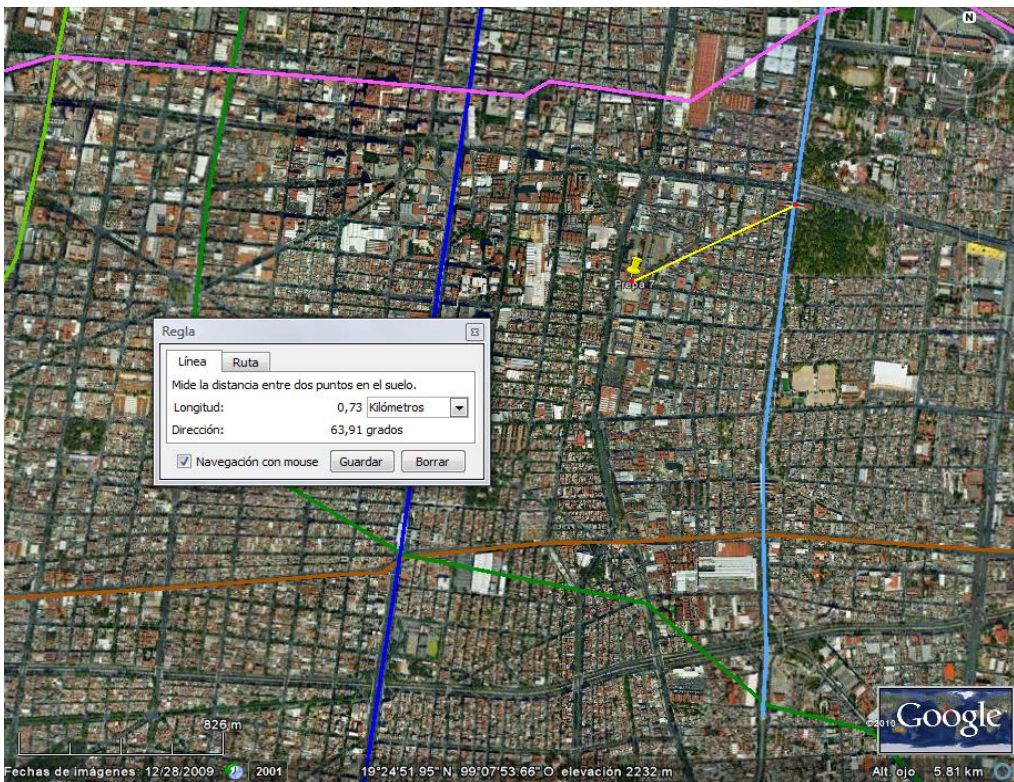 N
Prepa 7
Regla
Línea Ruta
Mide la distancia entre dos puntos en el suelo.
Longitud: 0,73 Kilómetros
Dirección: 63,91 grados
Navegación con mouse Guardar Borrar
826 m
©2010 Google
Fechas de imágenes: 12/28/2009 2001 19°24'51.95" N 99°07'53.66" O elevación 2232 m Alt. ojo 5.81 km